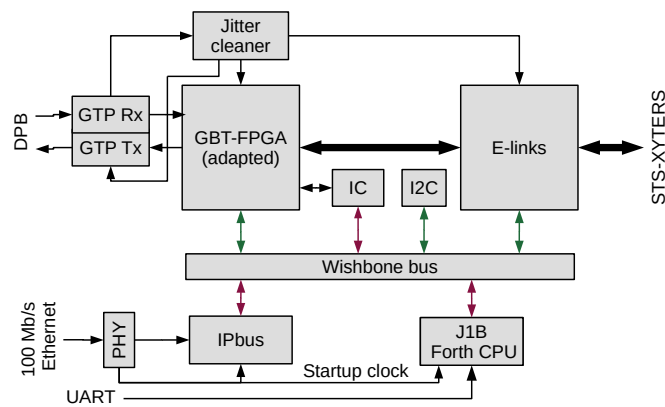 Jitter
cleaner
DPB
GTP Rx
GTP Tx
GBT-FPGA
(adapted)
E-links
STS-XYTERS
IC
I2C
Wishbone bus
100 Mb/s
Ethernet
PHY
IPbus
J1B
Forth CPU
Startup clock
UART